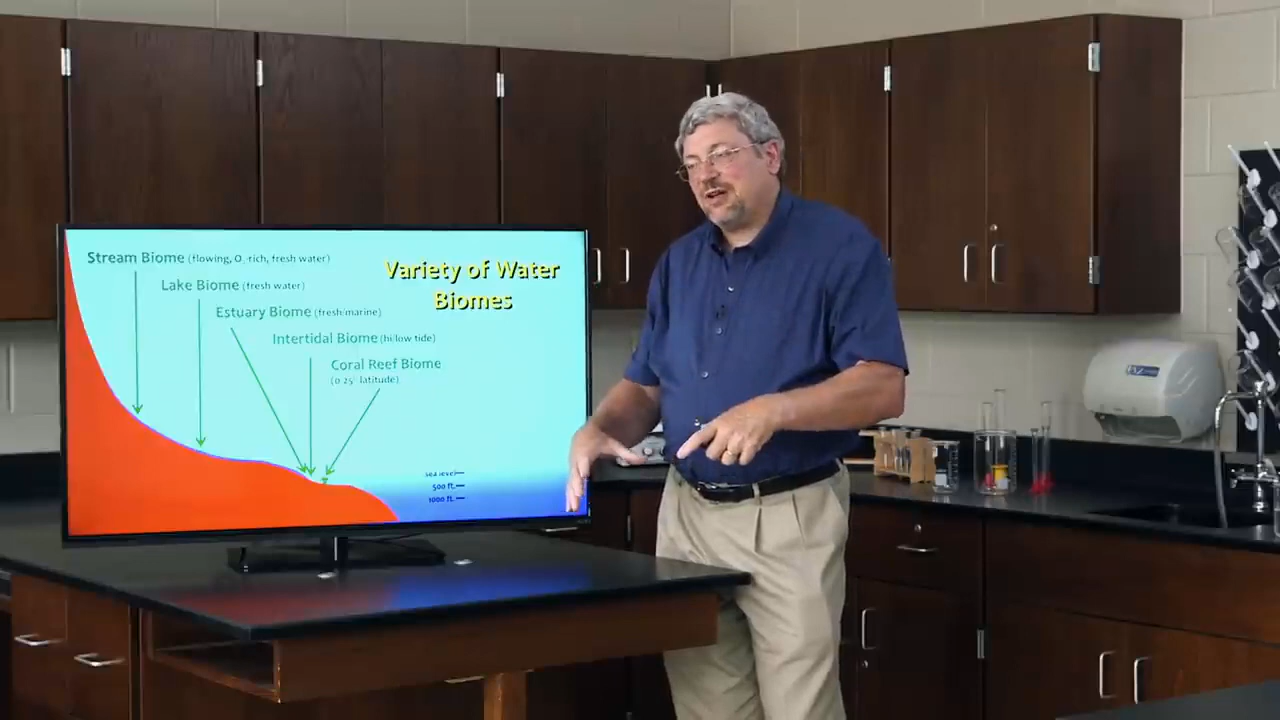 Variety of Water
Biomes
Stream Biome (flowing, O₂-rich, fresh water)
Lake Biome (fresh water)
Estuary Biome (fresh/marine)
Intertidal Biome (hi/low tide)
Coral Reef Biome
(0-25° latitude)
sea level
500 ft.
1000 ft.